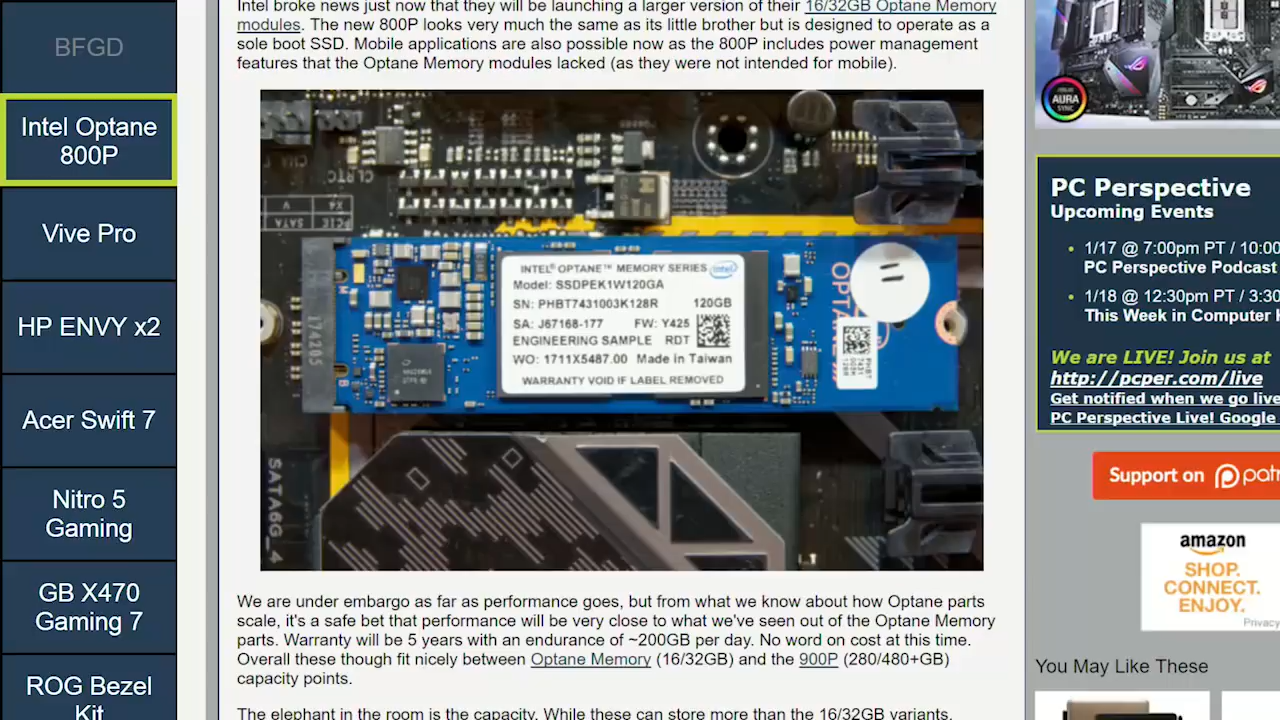 BFGD
Intel Optane
800P
Vive Pro
HP ENVY x2
Acer Swift 7
Nitro 5
Gaming
GB X470
Gaming 7
ROG Bezel
Kit
Intel broke news just now that they will be launching a larger version of their 16/32GB Optane Memory
modules. The new 800P looks very much the same as its little brother but is designed to operate as a
sole boot SSD. Mobile applications are also possible now as the 800P includes power management
features that the Optane Memory modules lacked (as they were not intended for mobile).
CLRTC
X4 V
PCIE SATA
INTEL® OPTANE™ MEMORY SERIES intel
Model: SSDPEK1W120GA
SN: PHBT7431003K128R 120GB
SA: J67168-177 FW: Y425
ENGINEERING SAMPLE RDT
WO: 1711X5487.00 Made in Taiwan
WARRANTY VOID IF LABEL REMOVED
174205
OPTANE
SATA6G_4
We are under embargo as far as performance goes, but from what we know about how Optane parts
scale, it's a safe bet that performance will be very close to what we've seen out of the Optane Memory
parts. Warranty will be 5 years with an endurance of ~200GB per day. No word on cost at this time.
Overall these though fit nicely between Optane Memory (16/32GB) and the 900P (280/480+GB)
capacity points.
The elephant in the room is the capacity. While these can store more than the 16/32GB variants,
AURA
SYNC
PC Perspective
Upcoming Events
1/17 @ 7:00pm PT / 10:00
PC Perspective Podcast
1/18 @ 12:30pm PT / 3:30
This Week in Computer
We are LIVE! Join us at
http://pcper.com/live
Get notified when we go live
PC Perspective Live! Google
Support on patr
amazon
SHOP.
CONNECT.
ENJOY.
Privacy
You May Like These